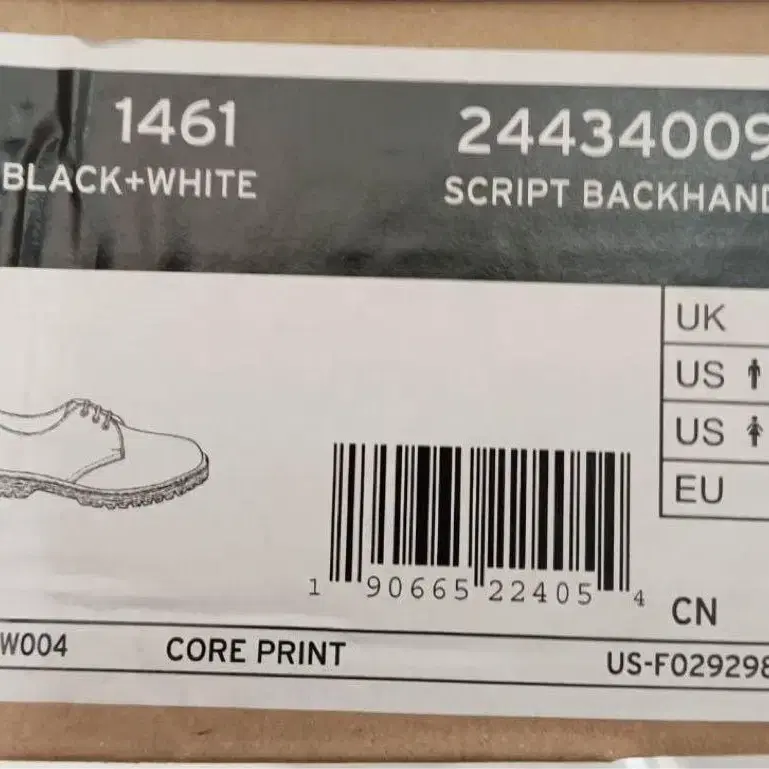 1461
BLACK+WHITE
24434009
SCRIPT BACKHAND
UK
US
US
EU
1 90665 22405 4
CN
W004
CORE PRINT
US-F029298